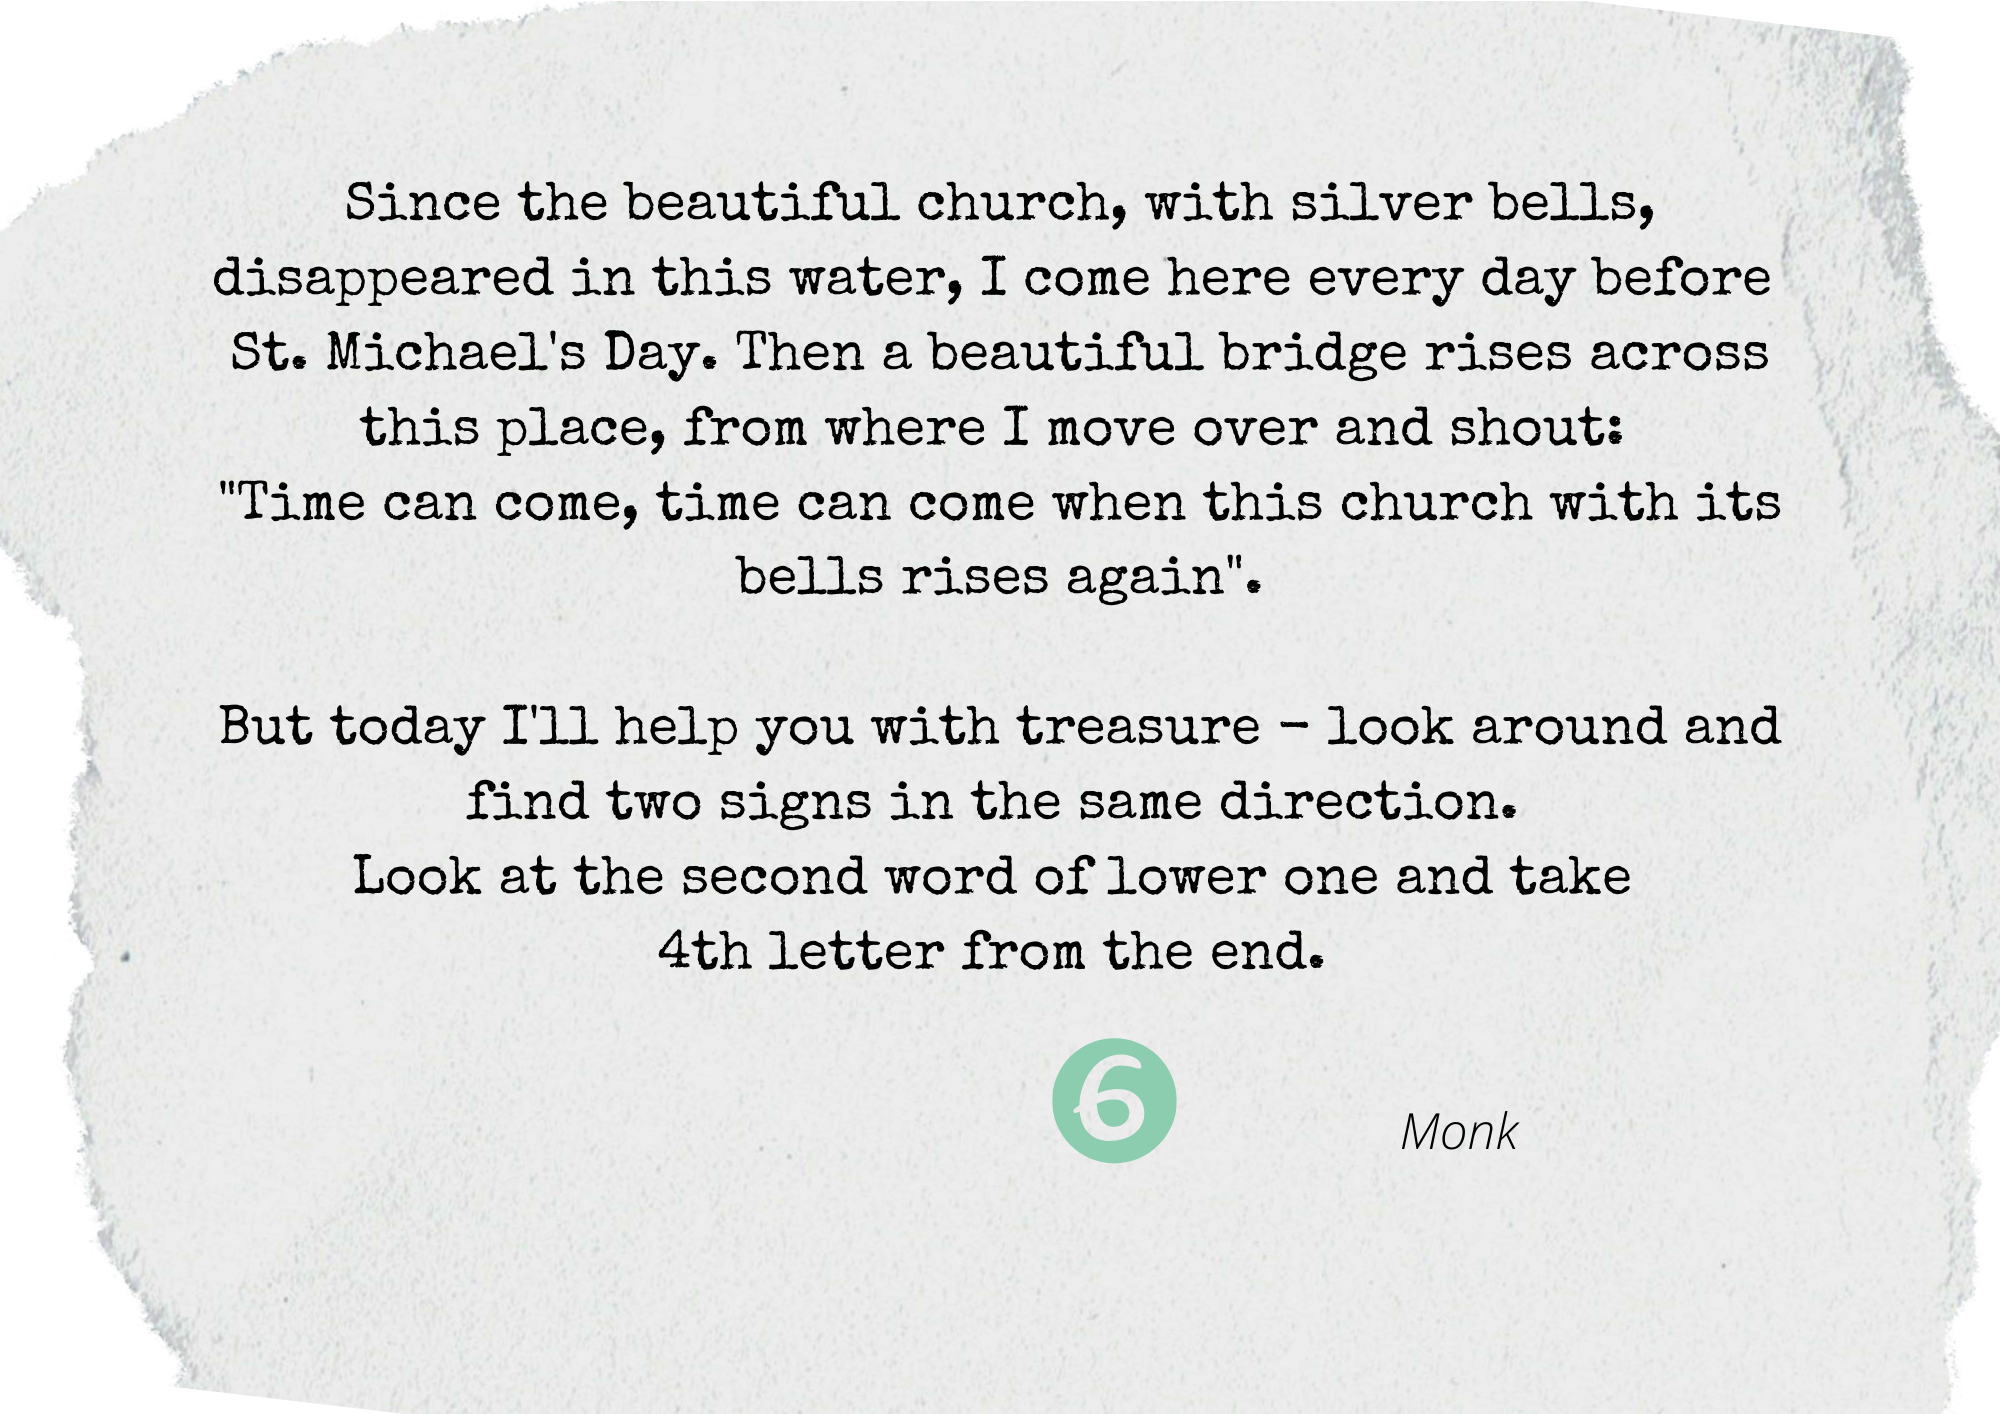 Since the beautiful church, with silver bells,
disappeared in this water, I come here every day before
St. Michael's Day. Then a beautiful bridge rises across
this place, from where I move over and shout:
"Time can come, time can come when this church with its
bells rises again".
But today I'll help you with treasure - look around and
find two signs in the same direction.
Look at the second word of lower one and take
4th letter from the end.
6
Monk